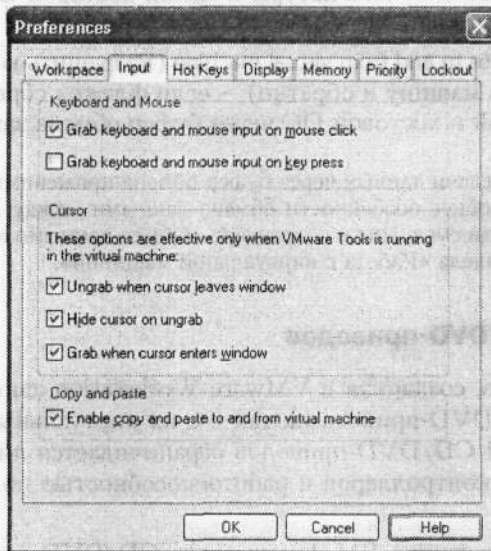 Preferences
Workspace Input Hot Keys Display Memory Priority Lockout
Keyboard and Mouse
Grab keyboard and mouse input on mouse click
Grab keyboard and mouse input on key press
Cursor
These options are effective only when VMware Tools is running
in the virtual machine:
Ungrab when cursor leaves window
Hide cursor on ungrab
Grab when cursor enters window
Copy and paste
Enable copy and paste to and from virtual machine
OK Cancel Help